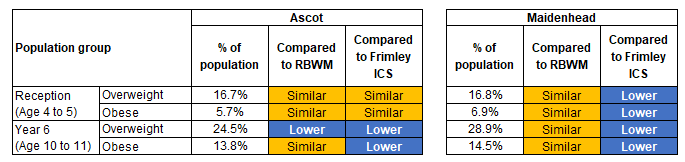 Ascot Maidenhead
Population group % of population Compared to RBWM Compared to Frimley ICS % of population Compared to RBWM Compared to Frimley ICS
Reception (Age 4 to 5) Overweight 16.7% Similar Similar 16.8% Similar Lower
Obese 5.7% Similar Similar 6.9% Similar Lower
Year 6 (Age 10 to 11) Overweight 24.5% Lower Lower 28.9% Similar Lower
Obese 13.8% Similar Lower 14.5% Similar Lower